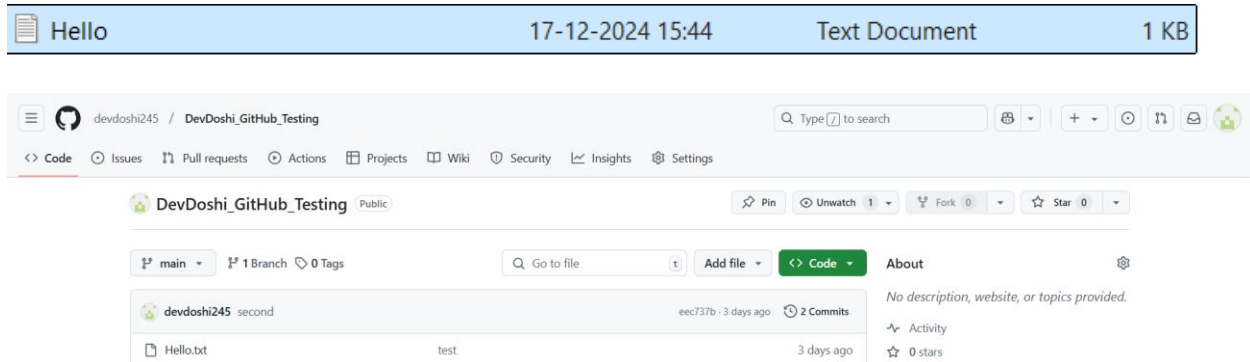 Hello 17-12-2024 15:44 Text Document 1 KB
devdoshi245 / DevDoshi_GitHub_Testing Type / to search
Code Issues Pull requests Actions Projects Wiki Security Insights Settings
DevDoshi_GitHub_Testing Public Pin Unwatch 1 Fork 0 Star 0
main 1 Branch 0 Tags Go to file t Add file Code About
No description, website, or topics provided.
devdoshi245 second eec737b · 3 days ago 2 Commits
Activity
Hello.txt test 3 days ago 0 stars